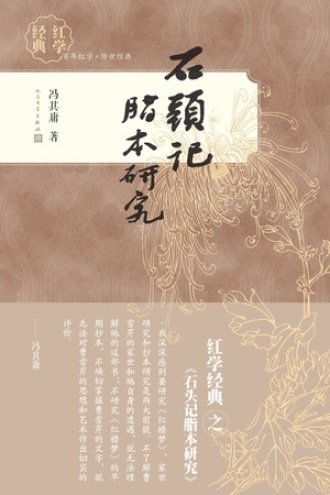 红学经典
百年红学·传世经典
石頭记
脂本研究
冯其庸 著
人民文学出版社
红学经典之
《石头记脂本研究》
·我深深感到要研究《红楼梦》，家世
研究和抄本研究是两大前提，不了解曹
雪芹的家世和他自身的遭遇，就无法理
解他的这部书；不研究《红楼梦》的早
期抄本，不确切掌握曹雪芹的文字，就
无法对曹雪芹的思想和艺术作出切实的
评价。
——冯其庸